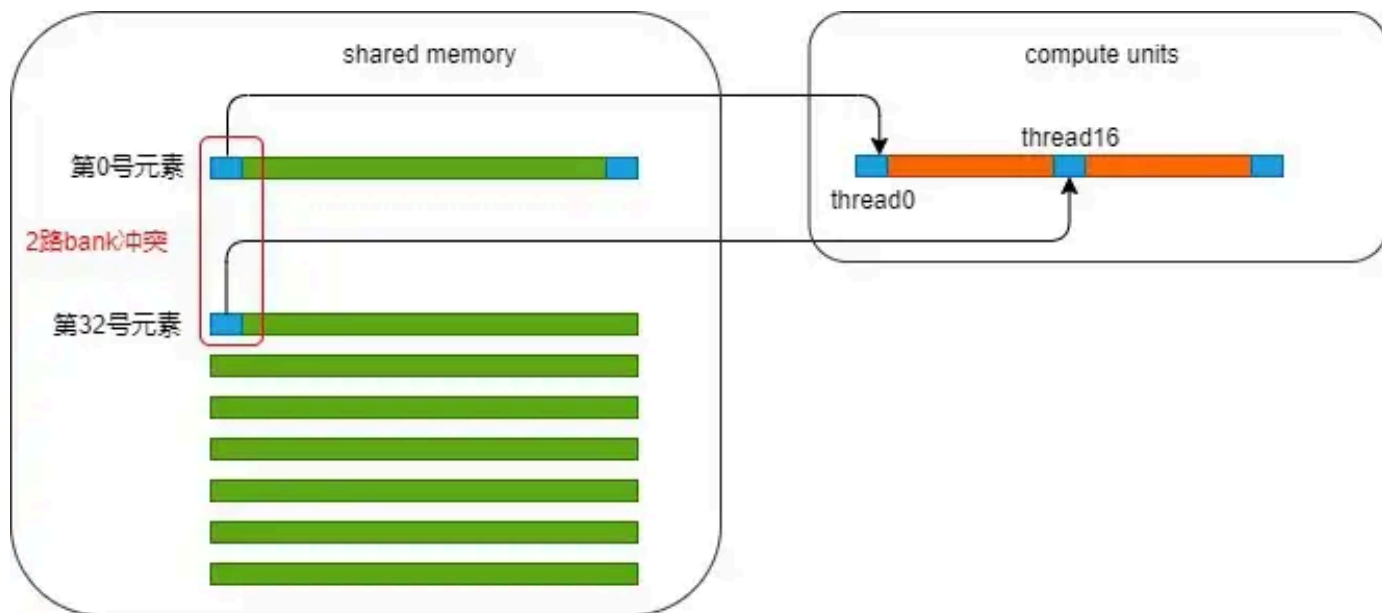 shared memory
compute units
thread16
第0号元素
thread0
2路bank冲突
第32号元素